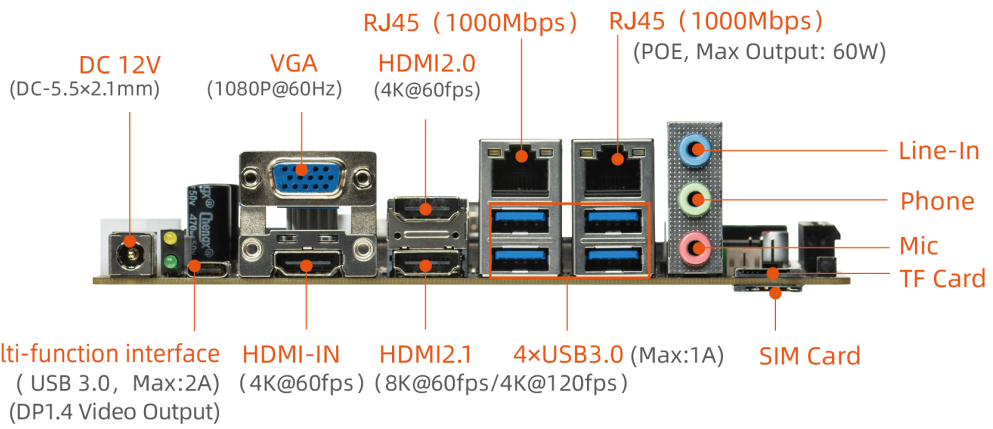 RJ45（1000Mbps）
RJ45（1000Mbps）
(POE, Max Output: 60W)
DC 12V
(DC-5.5×2.1mm)
VGA
(1080P@60Hz)
HDMI2.0
(4K@60fps)
Line-In
Phone
Mic
TF Card
SIM Card
lti-function interface
( USB 3.0，Max:2A)
(DP1.4 Video Output)
HDMI-IN
（4K@60fps）
HDMI2.1
(8K@60fps/4K@120fps）
4×USB3.0 (Max:1A)
50v 470
Chengx